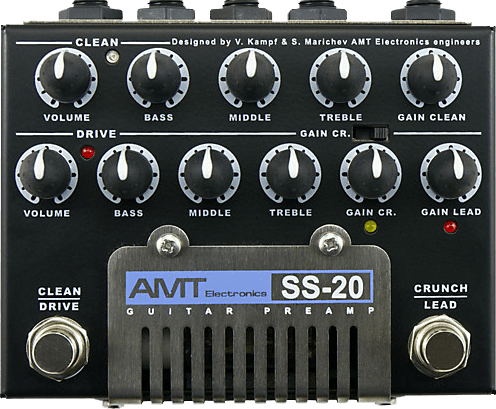 CLEAN Designed by V. Kampf & S. Marichev AMT Electronics engineers
VOLUME BASS MIDDLE TREBLE GAIN CLEAN
DRIVE GAIN CR.
VOLUME BASS MIDDLE TREBLE GAIN CR. GAIN LEAD
AMT Electronics SS-20
GUITAR PREAMP
CLEAN
DRIVE
CRUNCH
LEAD